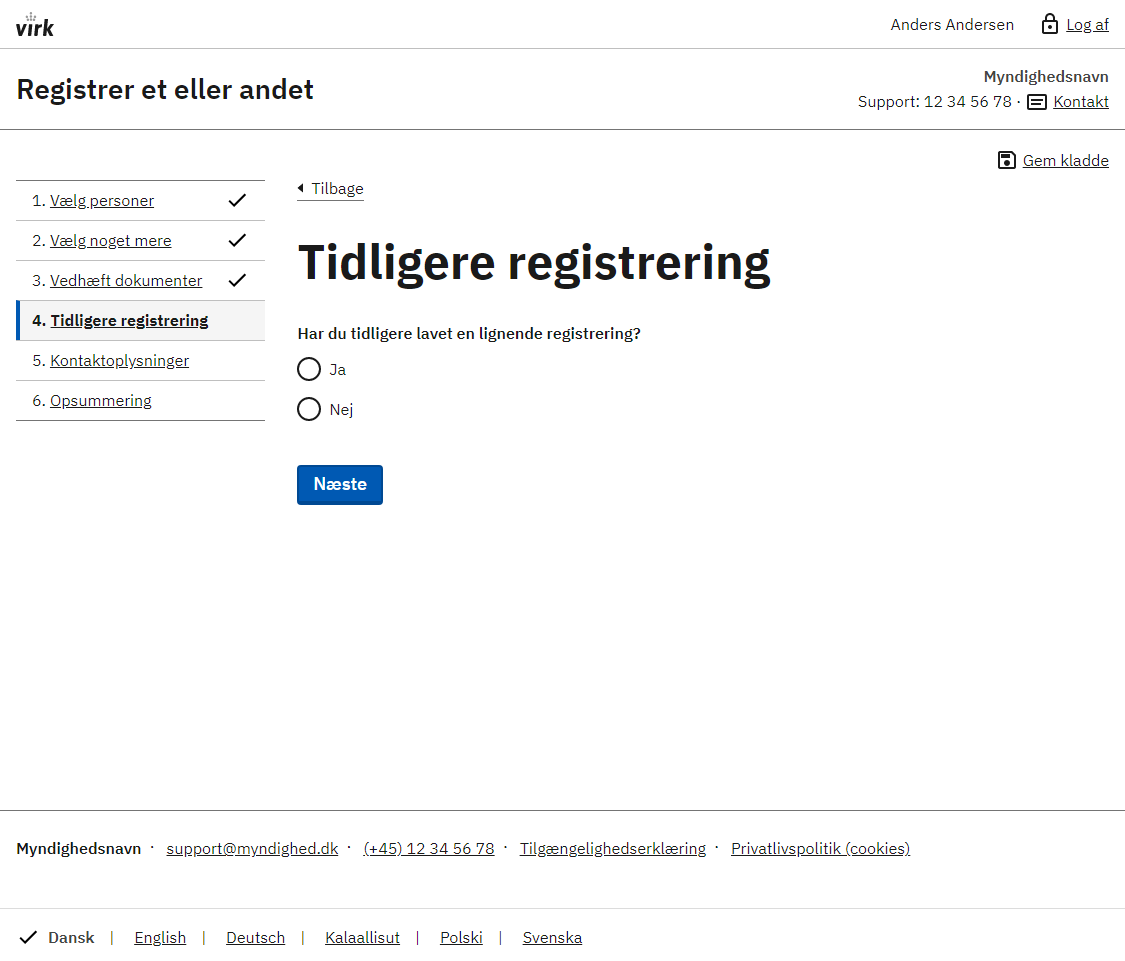 virk
Anders Andersen Log af
Registrer et eller andet
Myndighedsnavn
Support: 12 34 56 78 · Kontakt
Gem kladde
1. Vælg personer
2. Vælg noget mere
3. Vedhæft dokumenter
4. Tidligere registrering
5. Kontaktoplysninger
6. Opsummering
Tilbage
Tidligere registrering
Har du tidligere lavet en lignende registrering?
Ja
Nej
Næste
Myndighedsnavn · support@myndighed.dk · (+45) 12 34 56 78 · Tilgængelighedserklæring · Privatlivspolitik (cookies)
Dansk | English | Deutsch | Kalaallisut | Polski | Svenska